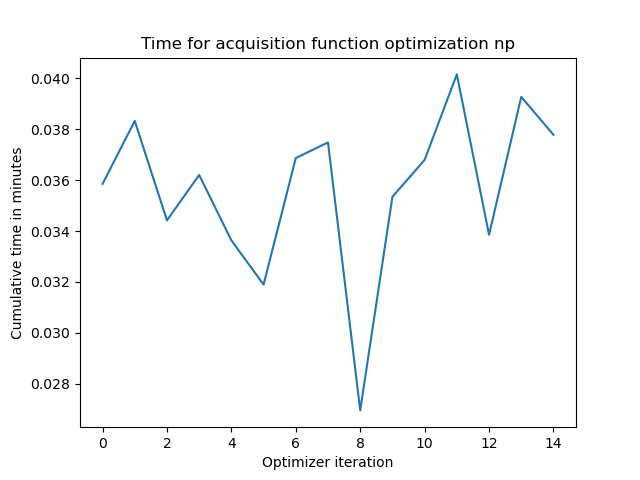 Time for acquisition function optimization np
Cumulative time in minutes
0.040
0.038
0.036
0.034
0.032
0.030
0.028
0 2 4 6 8 10 12 14
Optimizer iteration